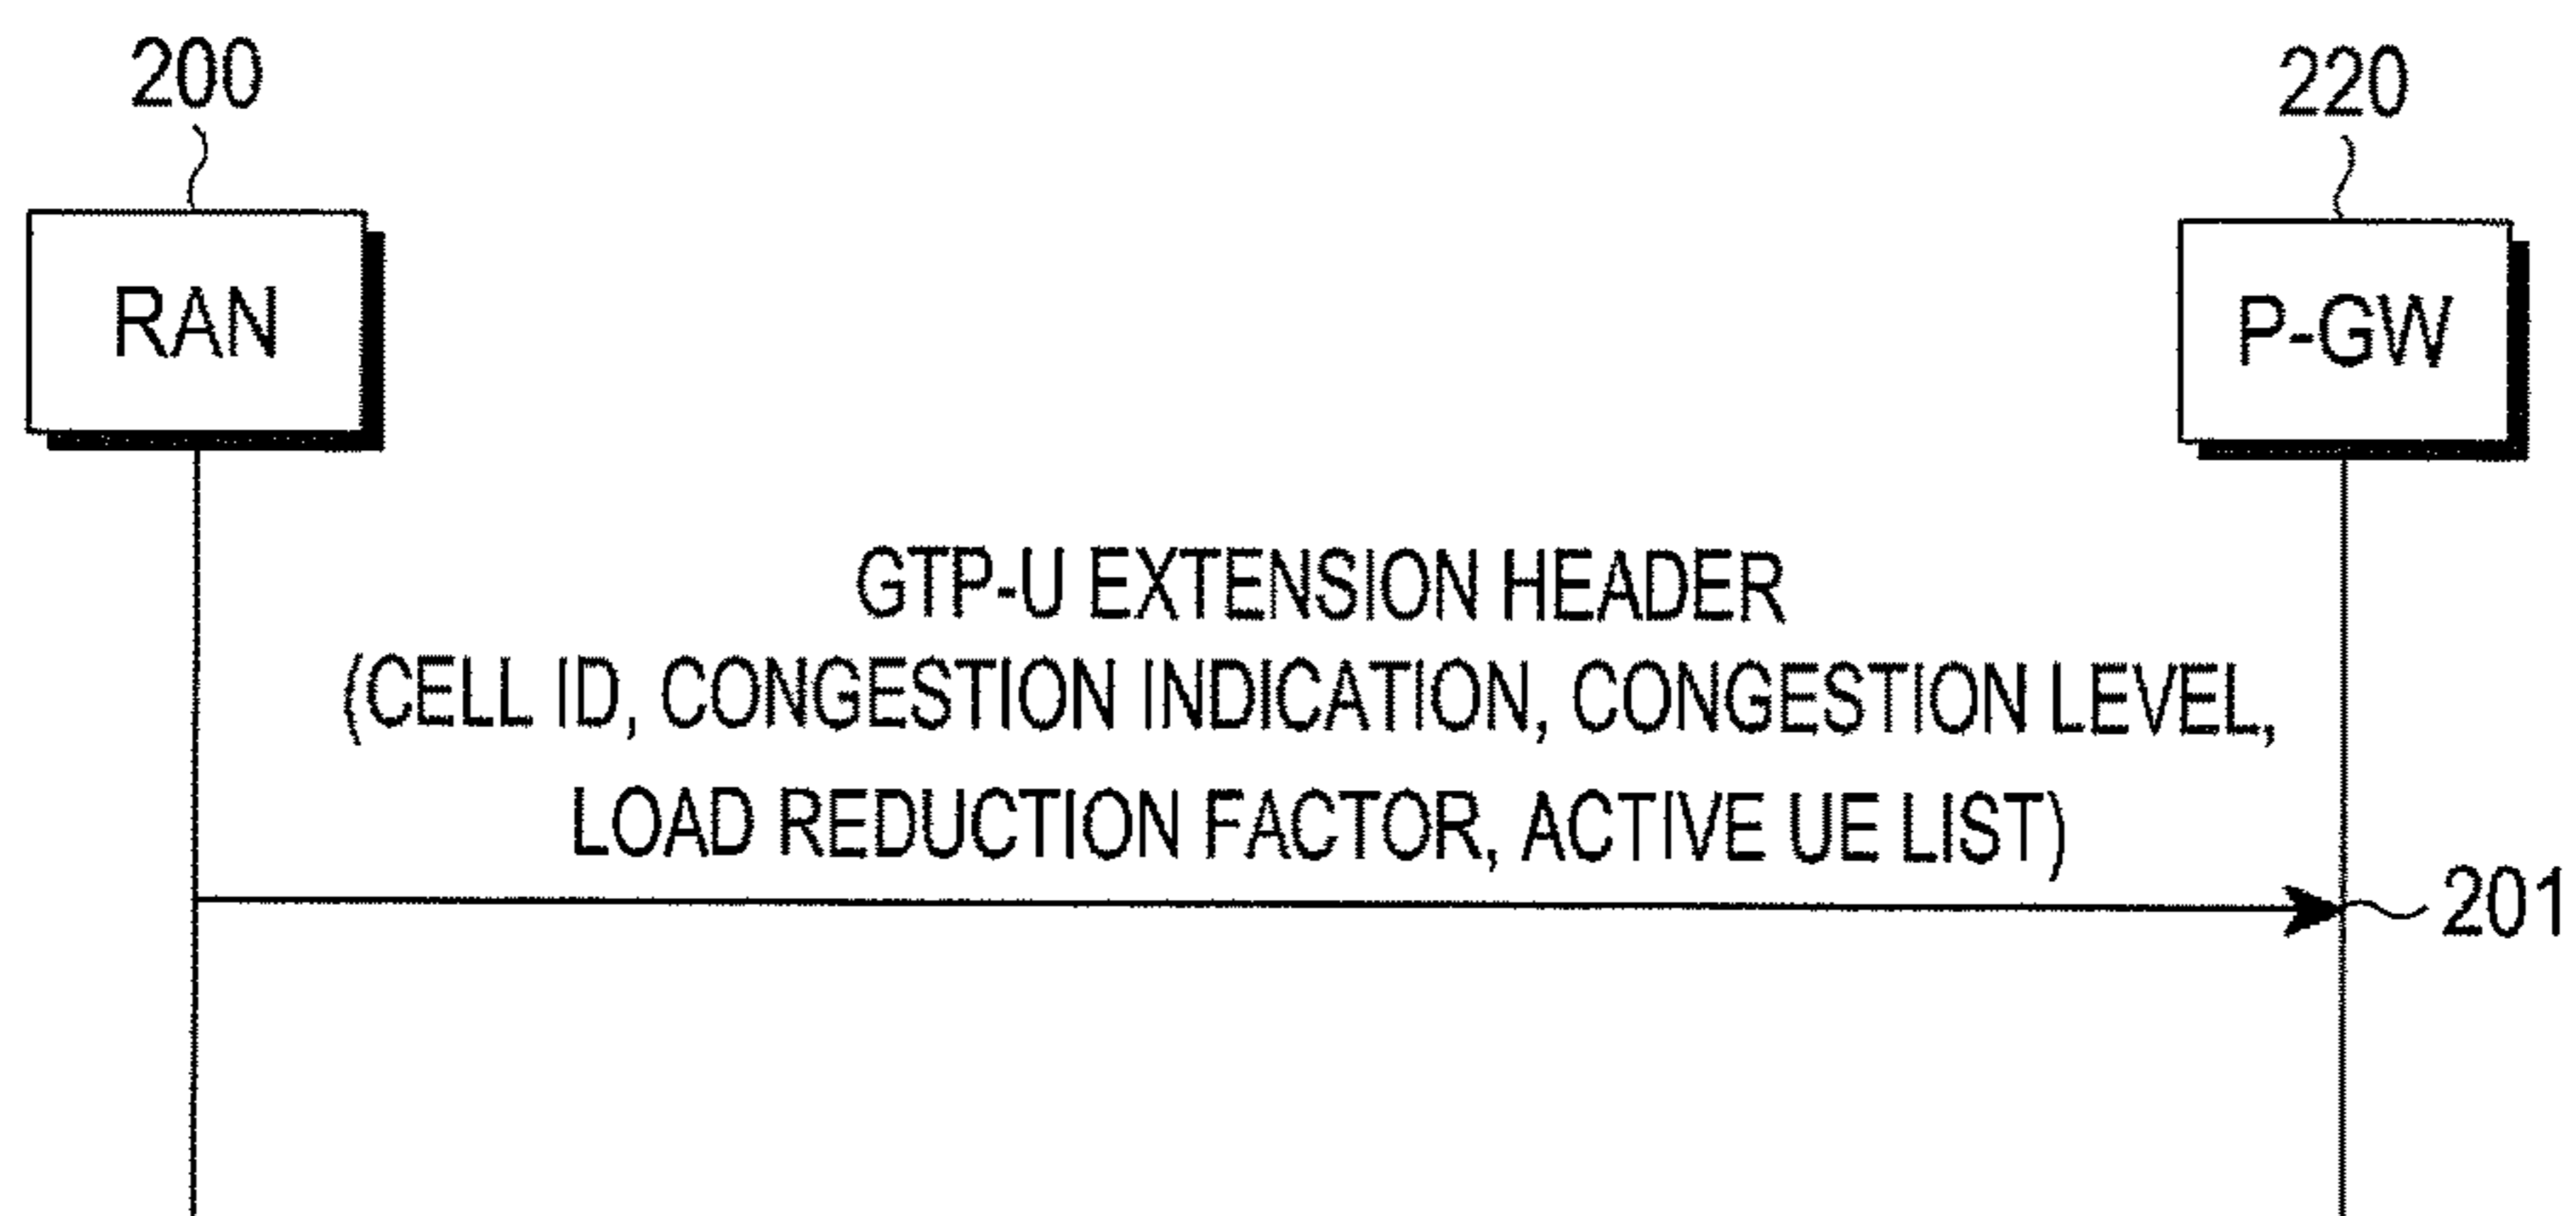 200
220
RAN
P-GW
GTP-U EXTENSION HEADER
(CELL ID, CONGESTION INDICATION, CONGESTION LEVEL,
LOAD REDUCTION FACTOR, ACTIVE UE LIST)
201